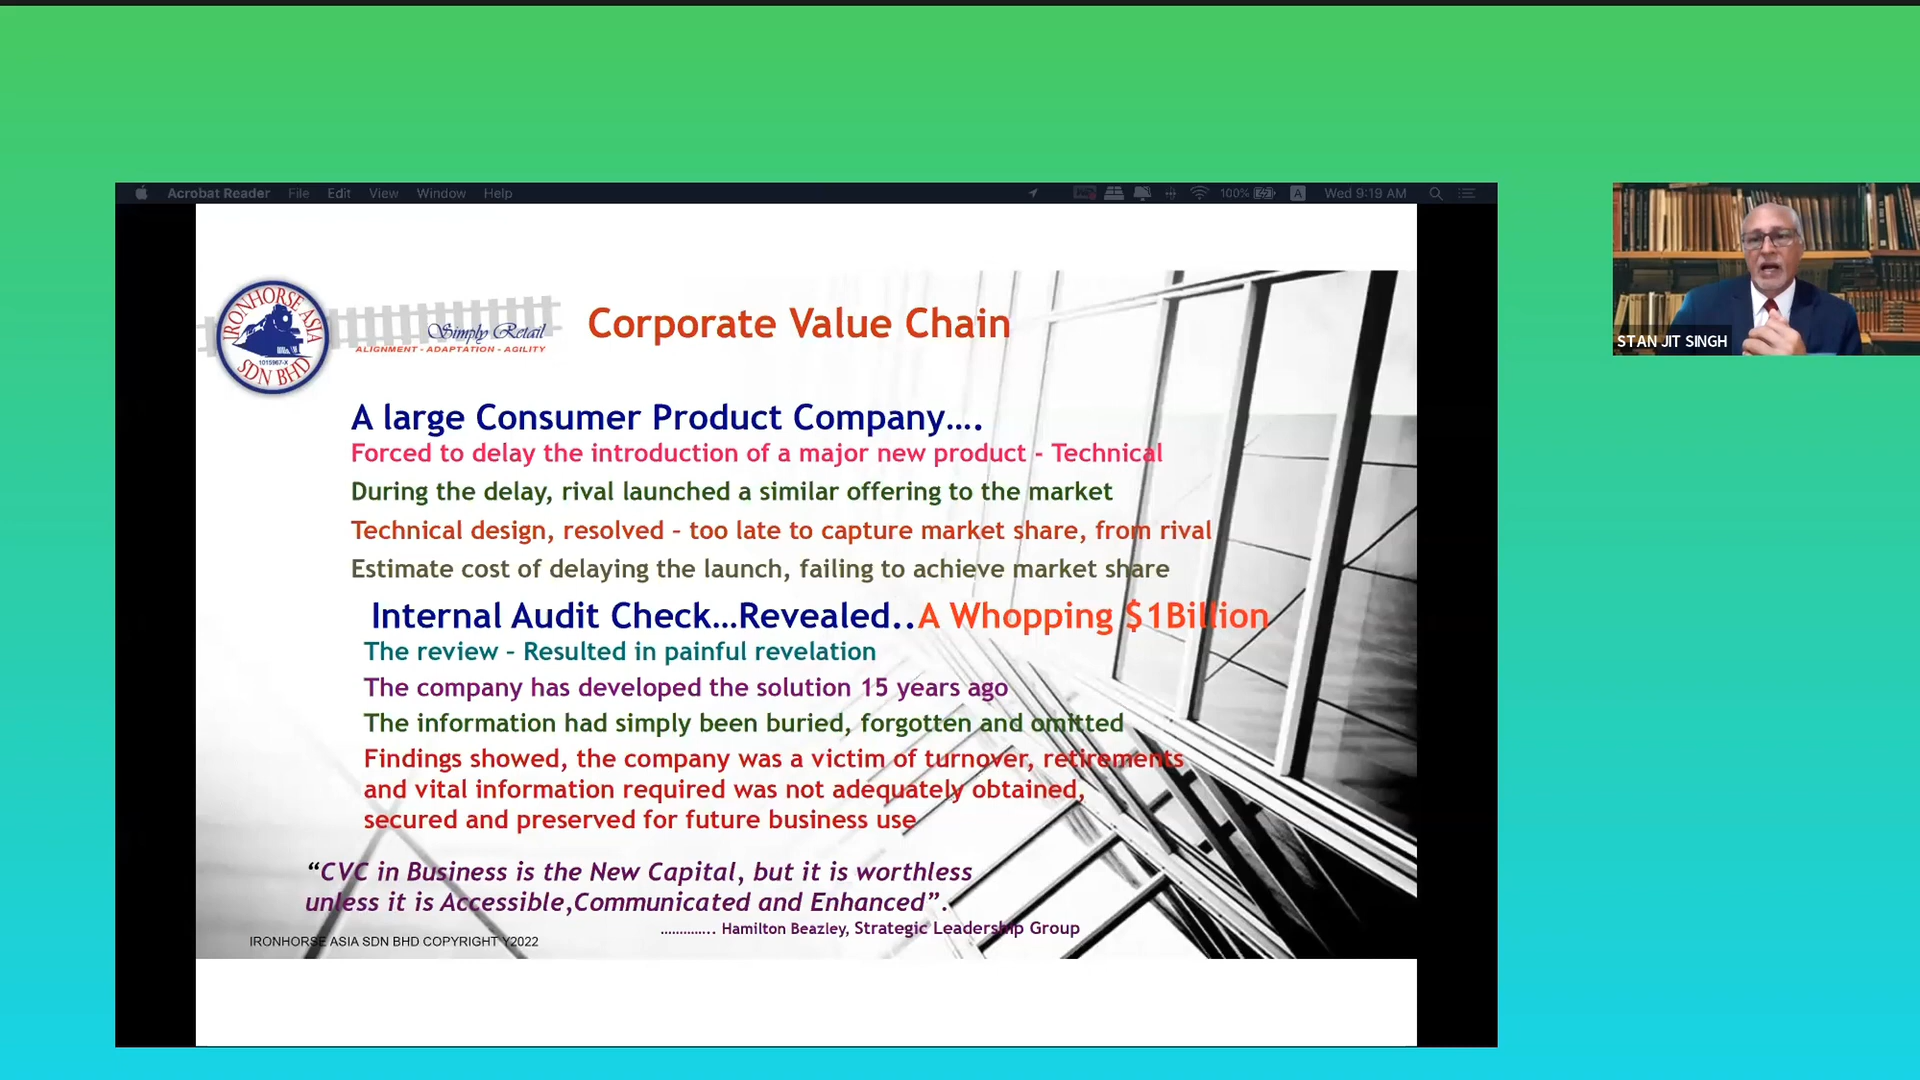 Acrobat Reader File Edit View Window Help 100% A Wed 9:19 AM
IRONHORSE ASIA
1015967-X
SDN BHD
Simply Retail
ALIGNMENT - ADAPTATION - AGILITY
Corporate Value Chain
STAN JIT SINGH
A large Consumer Product Company....
Forced to delay the introduction of a major new product - Technical
During the delay, rival launched a similar offering to the market
Technical design, resolved – too late to capture market share, from rival
Estimate cost of delaying the launch, failing to achieve market share
Internal Audit Check...Revealed..A Whopping $1Billion
The review – Resulted in painful revelation
The company has developed the solution 15 years ago
The information had simply been buried, forgotten and omitted
Findings showed, the company was a victim of turnover, retirements
and vital information required was not adequately obtained,
secured and preserved for future business use
“CVC in Business is the New Capital, but it is worthless
unless it is Accessible,Communicated and Enhanced”.
............. Hamilton Beazley, Strategic Leadership Group
IRONHORSE ASIA SDN BHD COPYRIGHT Y2022